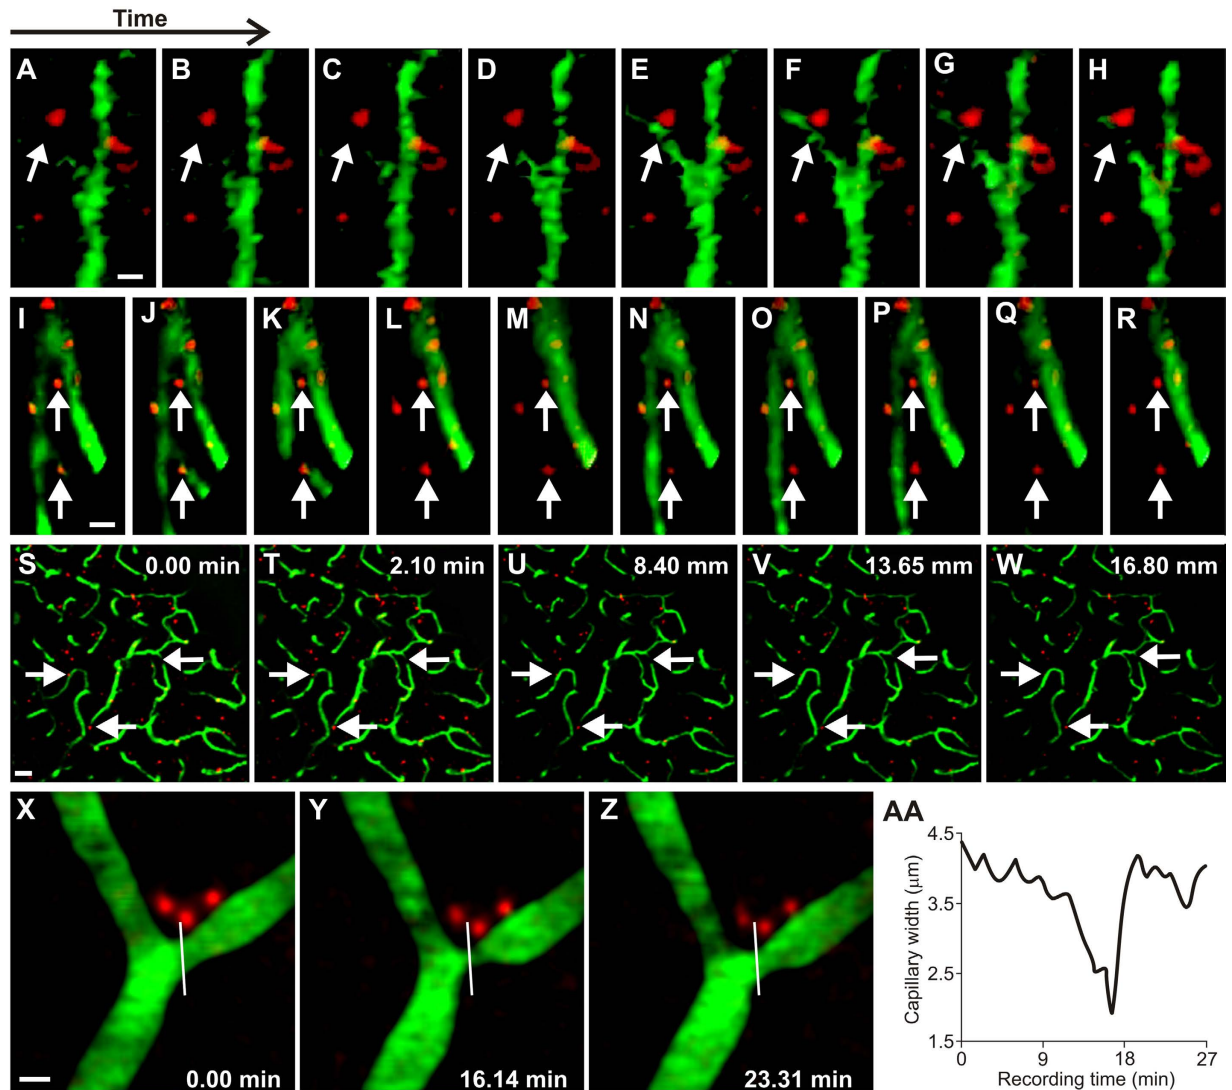 Time
A B C D E F G H
I J K L M N O P Q R
S 0.00 min T 2.10 min U 8.40 mm V 13.65 mm W 16.80 mm
X Y Z AA
4.5
3.5
2.5
1.5
Capillary width (μm)
0 9 18 27
Recording time (min)
0.00 min 16.14 min 23.31 min